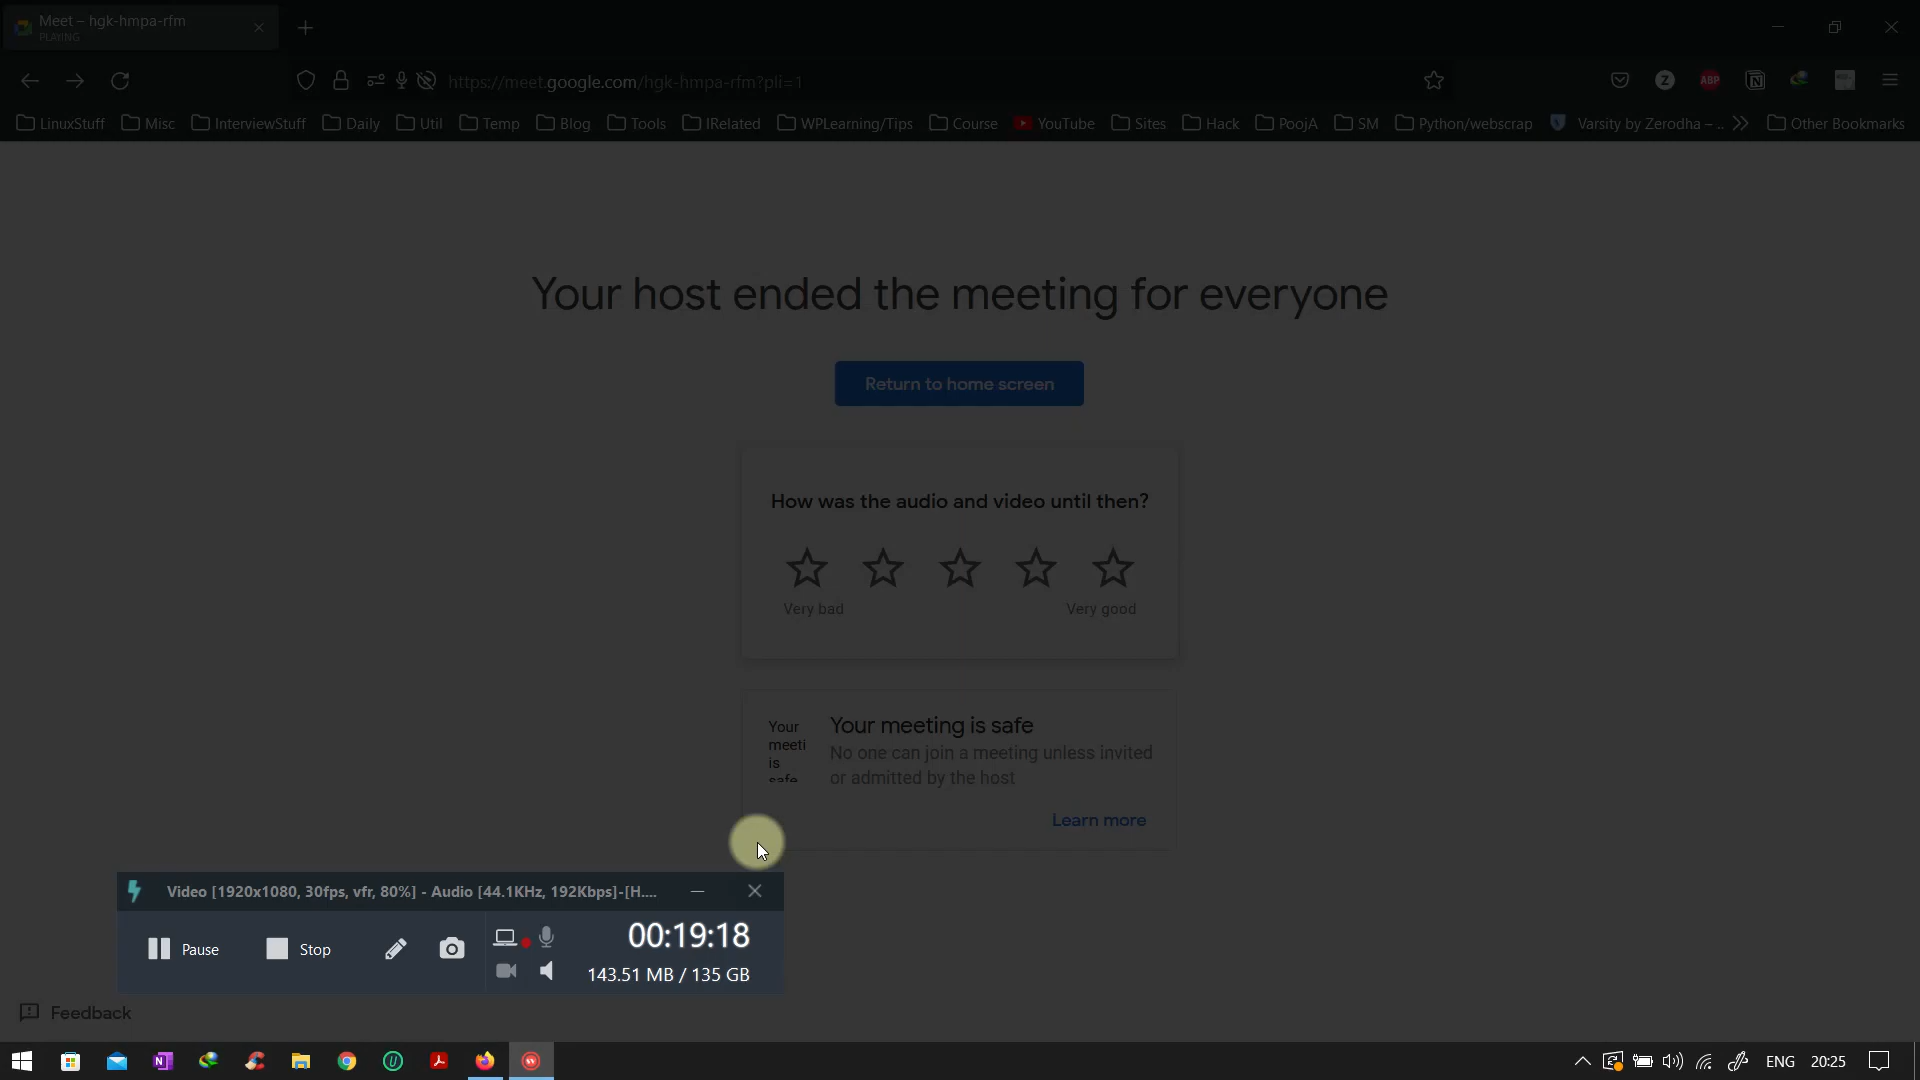 Meet – hgk-hmpa-rfm
PLAYING
https://meet.google.com/hgk-hmpa-rfm?pli=1
Z
ABP
N
LinuxStuff
Misc
InterviewStuff
Daily
Util
Temp
Blog
Tools
IRelated
WPLearning/Tips
Course
YouTube
Sites
Hack
PoojA
SM
Python/webscrap
Varsity by Zerodha – ..
Other Bookmarks
Your host ended the meeting for everyone
Return to home screen
How was the audio and video until then?
Very bad
Very good
Your
meeti
is
safe
Your meeting is safe
No one can join a meeting unless invited
or admitted by the host
Learn more
Video [1920x1080, 30fps, vfr, 80%] - Audio [44.1KHz, 192Kbps]-[H....
Pause
Stop
00:19:18
143.51 MB / 135 GB
Feedback
N
U
ENG
20:25